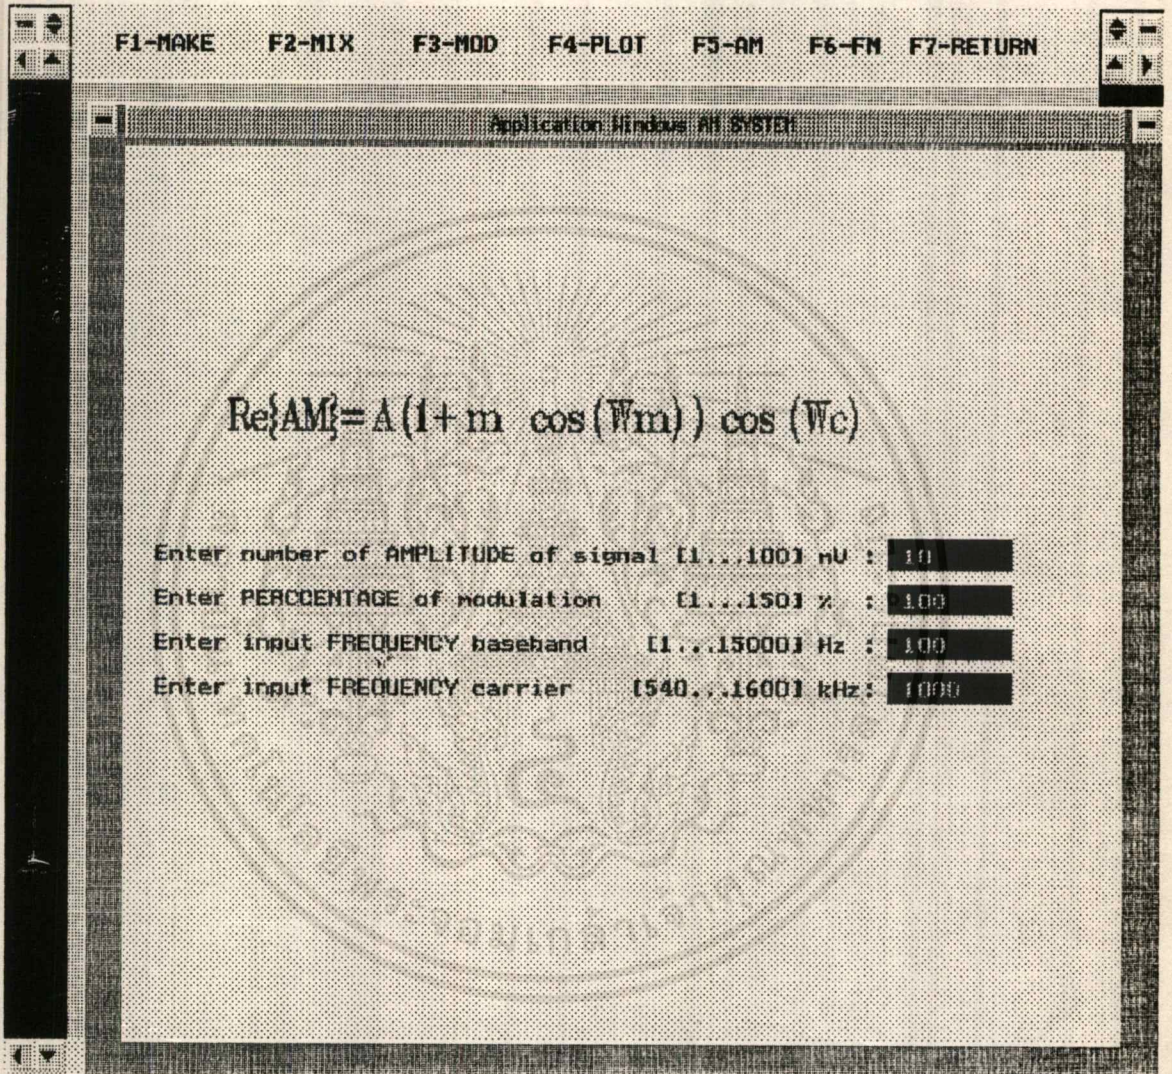 F1-MAKE F2-MIX F3-MOD F4-PLOT F5-AM F6-FM F7-RETURN
Application Windows AM SYSTEM
Re{AM}= A(1+ m cos(Wm)) cos (Wc)
Enter number of AMPLITUDE of signal [1...100] mV : 10
Enter PERCOENTAGE of modulation [1...150] % : 100
Enter input FREQUENCY baseband [1...15000] Hz : 100
Enter input FREQUENCY carrier [540...1600] kHz: 1000